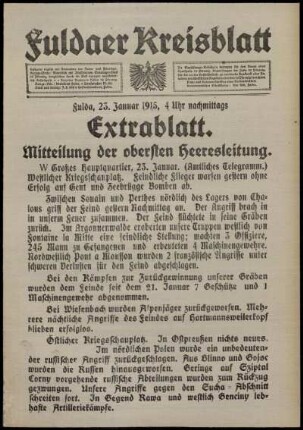 Fuldaer Kreisblatt
Fulda, 23. Januar 1915, 4 Uhr nachmittags
Extrablatt.
Mitteilung der obersten Heeresleitung.
W Großes Hauptquartier, 23. Januar. (Amtliches Telegramm.)
Westlicher Kriegsschauplatz. Feindliche Flieger warfen gestern ohne
Erfolg auf Gent und Zeebrügge Bomben ab.
Zwischen Souain und Perthes nördlich des Lagers von Cha-
lons griff der Feind gestern Nachmittag an. Der Angriff brach in
in unserm Feuer zusammen. Der Feind flüchtete in seine Gräben
zurück. Im Argonnerwalde eroberten unsere Truppen westlich von
Fontaine la Mitte eine feindliche Stellung; machten 3 Offiziere,
245 Mann zu Gefangenen und erbeuteten 4 Maschinengewehre.
Nordwestlich Pont a Mousson wurden 2 französische Angriffe unter
schweren Verlusten für den Feind abgeschlagen.
Bei den Kämpfen zur Zurückgewinnung unserer Gräben
wurden dem Feinde seit dem 21. Januar 7 Geschütze und 1
Maschinengewehr abgenommen.
Bei Wiesenbach wurden Alpenjäger zurückgeworfen. Meh-
rere nächtliche Angriffe des Feindes auf Hartmannsweilerkopf
blieben erfolglos.
Östlicher Kriegsschauplatz. In Ostpreußen nichts neues.
Im nördlichen Polen wurde ein unbedeuten-
der russischer Angriff zurückgeschlagen. Aus Blinno und Gojsc
wurden die Russen hinausgeworfen. Geringe auf Szpital
Gorny vorgehende russische Abteilungen wurden zum Rückzug
gezwungen. Unsere Angriffe gegen den Sucha-Abschnitt
schreiten fort. In Gegend Rawa und westlich Cenciny leb-
hafte Artilleriekämpfe.